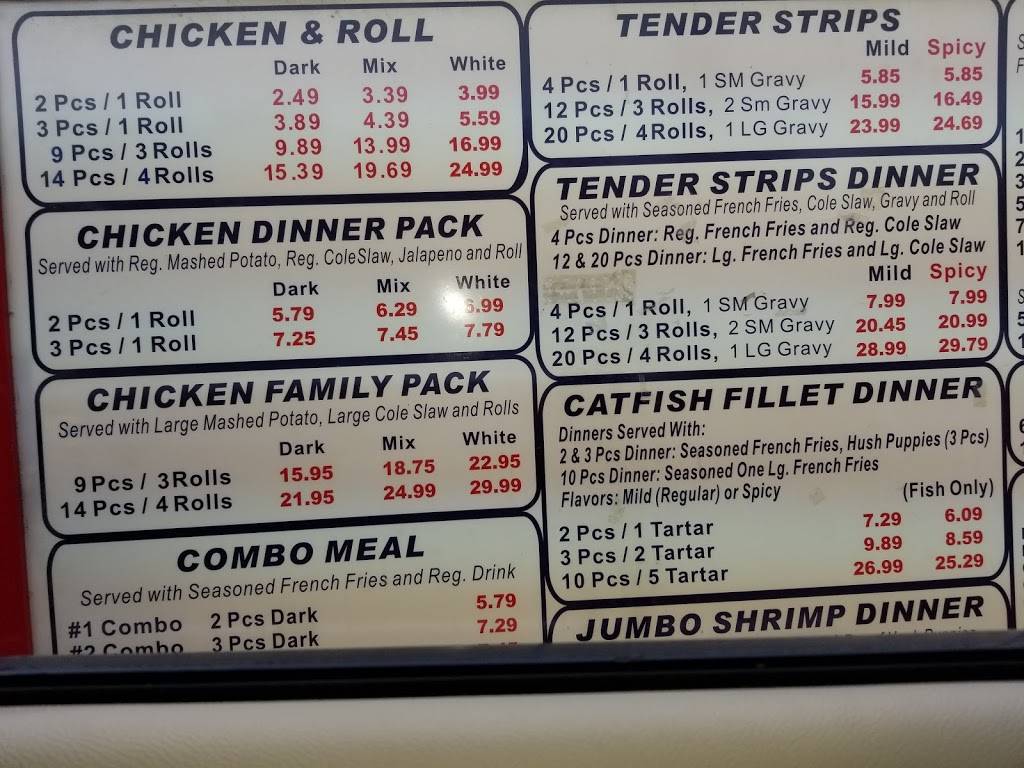 CHICKEN & ROLL
Dark Mix White
2 Pcs / 1 Roll 2.49 3.39 3.99
3 Pcs / 1 Roll 3.89 4.39 5.59
9 Pcs / 3 Rolls 9.89 13.99 16.99
14 Pcs / 4 Rolls 15.39 19.69 24.99
CHICKEN DINNER PACK
Served with Reg. Mashed Potato, Reg. ColeSlaw, Jalapeno and Roll
Dark Mix White
2 Pcs / 1 Roll 5.79 6.29 6.99
3 Pcs / 1 Roll 7.25 7.45 7.79
CHICKEN FAMILY PACK
Served with Large Mashed Potato, Large Cole Slaw and Rolls
Dark Mix White
9 Pcs / 3 Rolls 15.95 18.75 22.95
14 Pcs / 4 Rolls 21.95 24.99 29.99
COMBO MEAL
Served with Seasoned French Fries and Reg. Drink
#1 Combo 2 Pcs Dark 5.79
#2 Combo 3 Pcs Dark 7.29
TENDER STRIPS
Mild Spicy
4 Pcs / 1 Roll, 1 SM Gravy 5.85 5.85
12 Pcs / 3 Rolls, 2 Sm Gravy 15.99 16.49
20 Pcs / 4 Rolls, 1 LG Gravy 23.99 24.69
TENDER STRIPS DINNER
Served with Seasoned French Fries, Cole Slaw, Gravy and Roll
4 Pcs Dinner: Reg. French Fries and Reg. Cole Slaw
12 & 20 Pcs Dinner: Lg. French Fries and Lg. Cole Slaw
Mild Spicy
4 Pcs / 1 Roll, 1 SM Gravy 7.99 7.99
12 Pcs / 3 Rolls, 2 SM Gravy 20.45 20.99
20 Pcs / 4 Rolls, 1 LG Gravy 28.99 29.79
CATFISH FILLET DINNER
Dinners Served With:
2 & 3 Pcs Dinner: Seasoned French Fries, Hush Puppies (3 Pcs)
10 Pcs Dinner: Seasoned One Lg. French Fries
Flavors: Mild (Regular) or Spicy (Fish Only)
2 Pcs / 1 Tartar 7.29 6.09
3 Pcs / 2 Tartar 9.89 8.59
10 Pcs / 5 Tartar 26.99 25.29
JUMBO SHRIMP DINNER